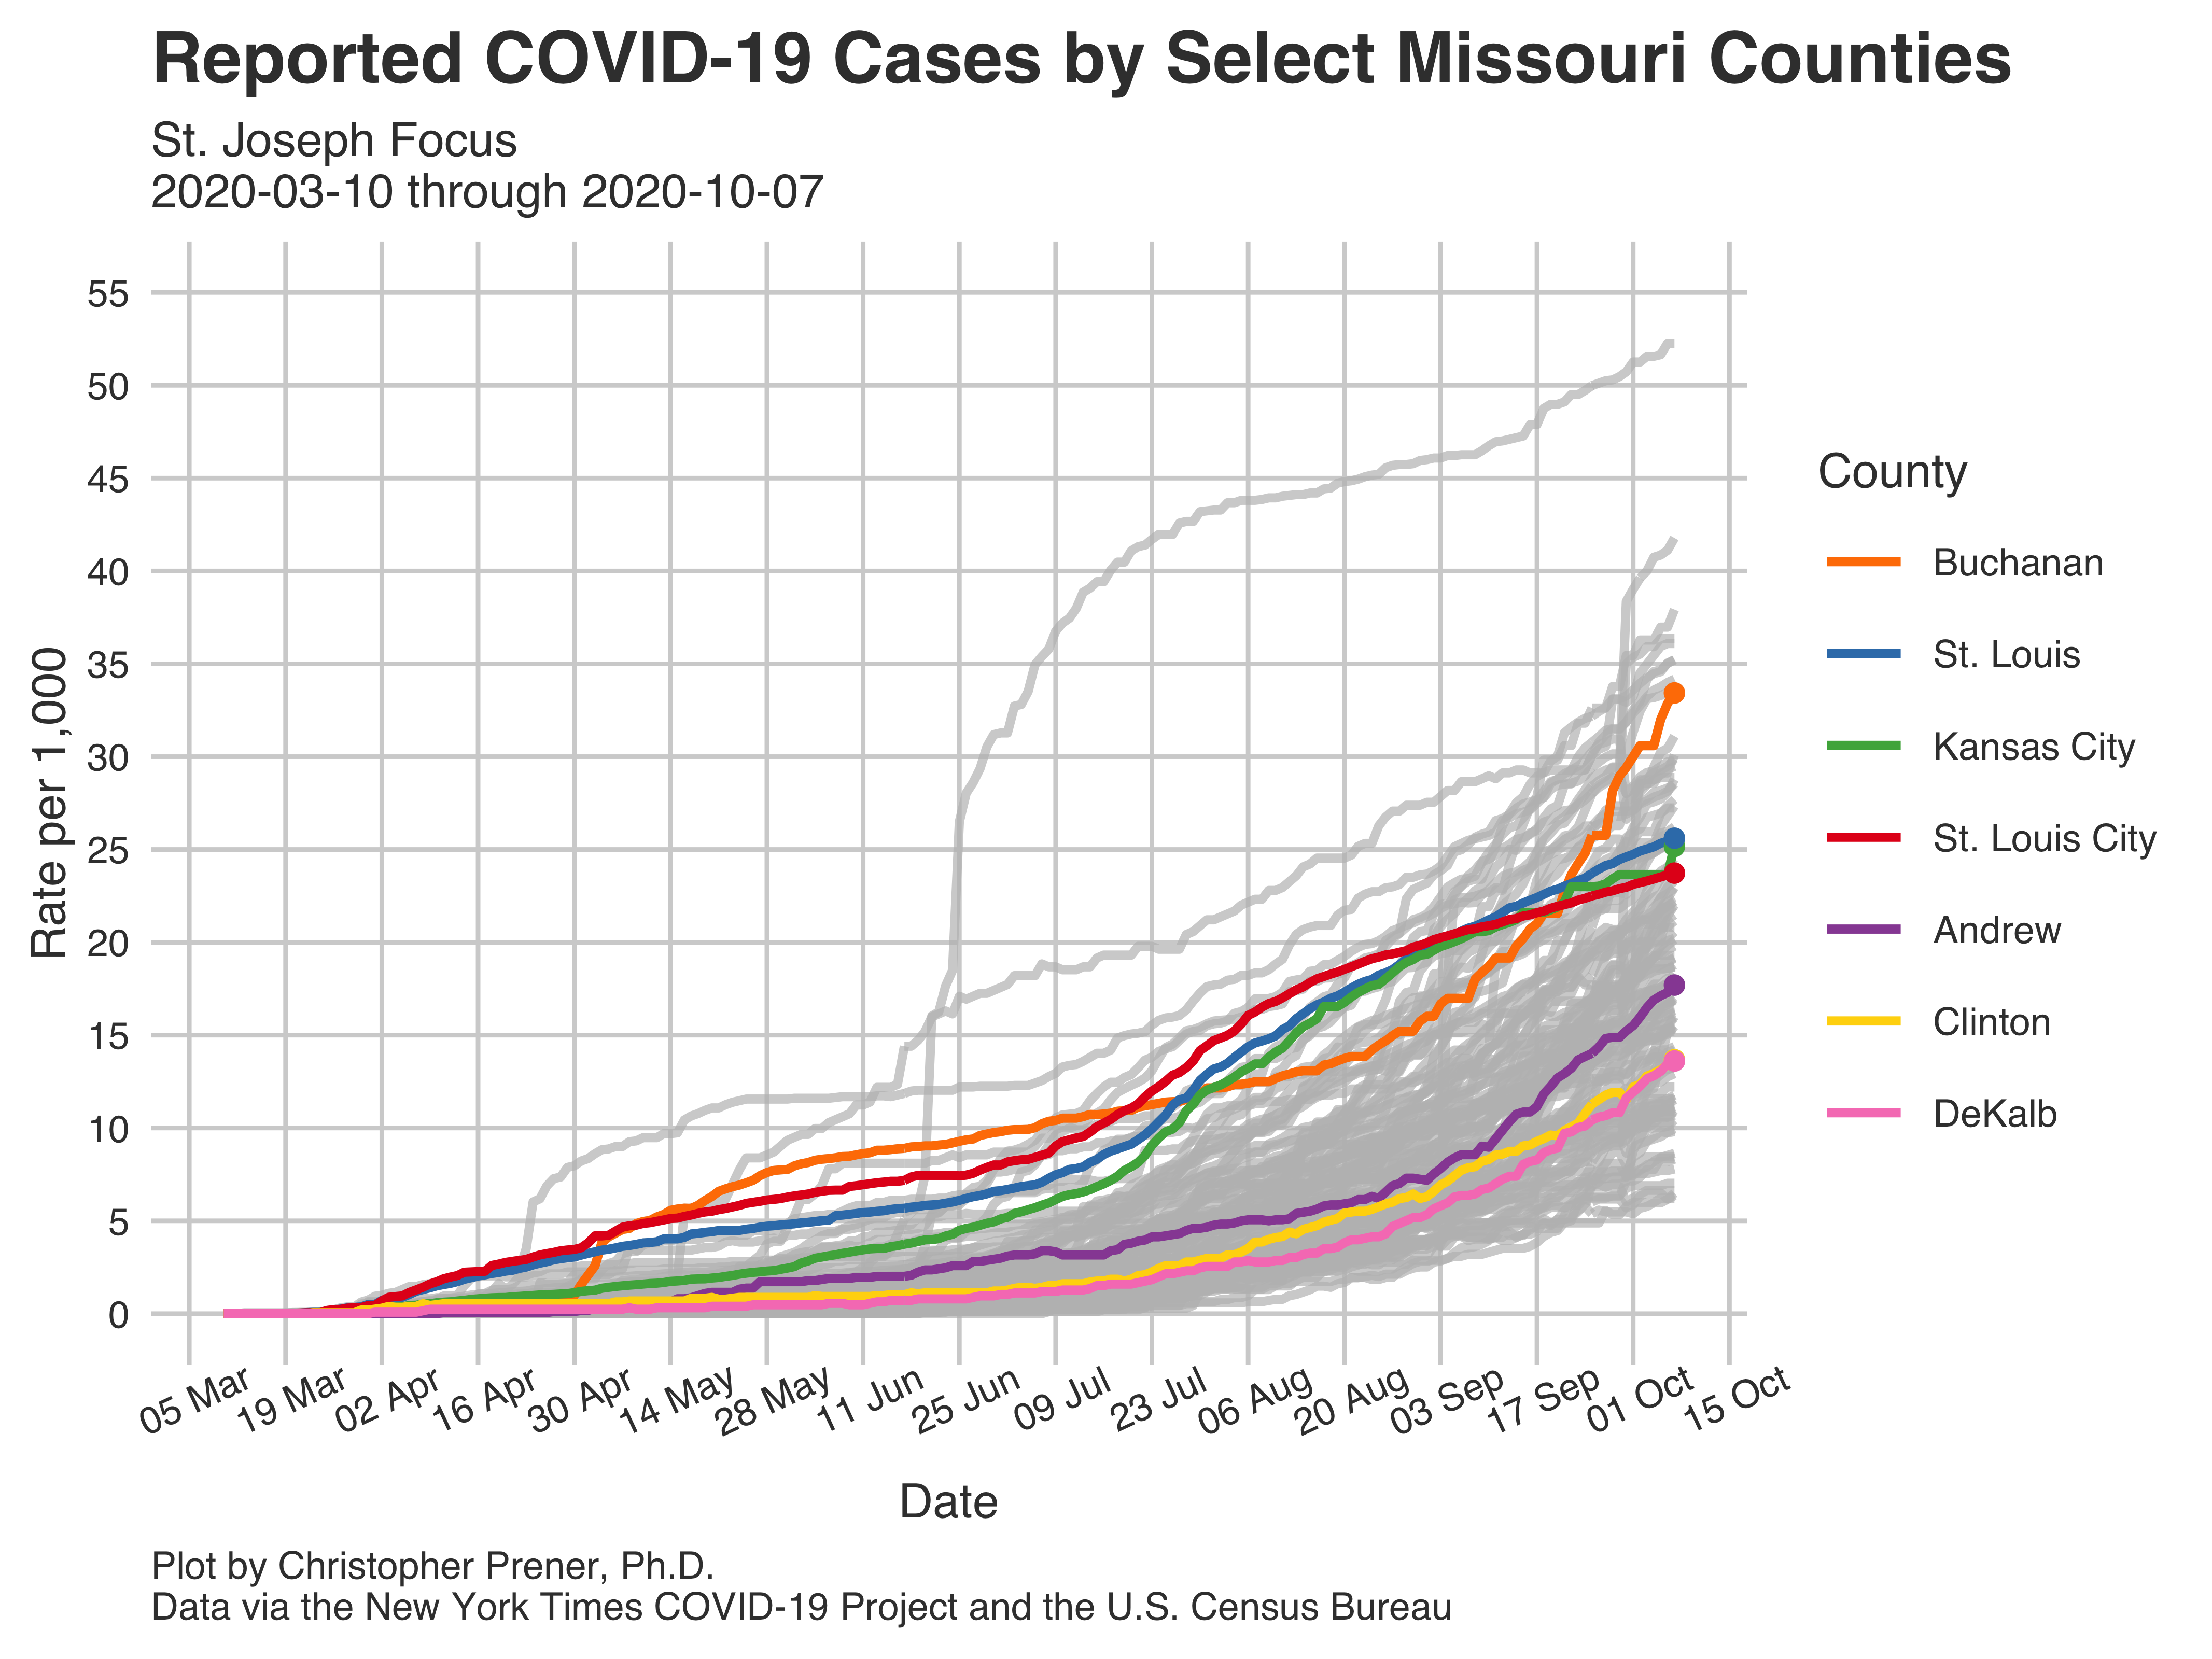 Reported COVID-19 Cases by Select Missouri Counties
St. Joseph Focus
2020-03-10 through 2020-10-07
Rate per 1,000
55
50
45
40
35
30
25
20
15
10
5
0
05 Mar
19 Mar
02 Apr
16 Apr
30 Apr
14 May
28 May
11 Jun
25 Jun
09 Jul
23 Jul
06 Aug
20 Aug
03 Sep
17 Sep
01 Oct
15 Oct
Date
County
Buchanan
St. Louis
Kansas City
St. Louis City
Andrew
Clinton
DeKalb
Plot by Christopher Prener, Ph.D.
Data via the New York Times COVID-19 Project and the U.S. Census Bureau